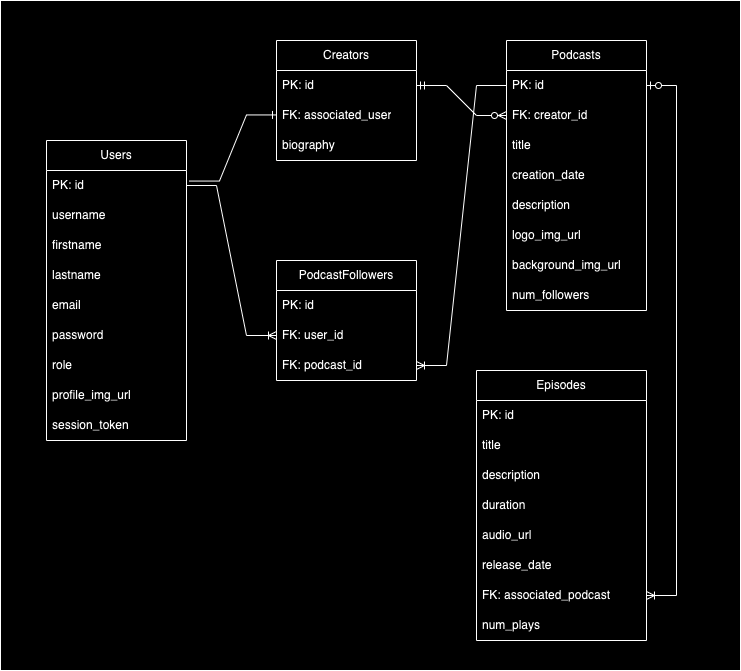 Creators
PK: id
FK: associated_user
biography
Podcasts
PK: id
FK: creator_id
title
creation_date
description
logo_img_url
background_img_url
num_followers
Users
PK: id
username
firstname
lastname
email
password
role
profile_img_url
session_token
PodcastFollowers
PK: id
FK: user_id
FK: podcast_id
Episodes
PK: id
title
description
duration
audio_url
release_date
FK: associated_podcast
num_plays